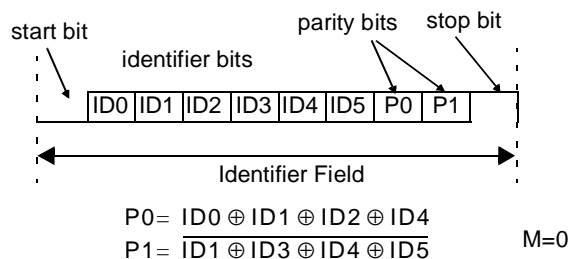 start bit
parity bits
stop bit
identifier bits
ID0 ID1 ID2 ID3 ID4 ID5 P0 P1
Identifier Field
P0= ID0 ⊕ ID1 ⊕ ID2 ⊕ ID4
P1= \overline{ID1 ⊕ ID3 ⊕ ID4 ⊕ ID5}
M=0